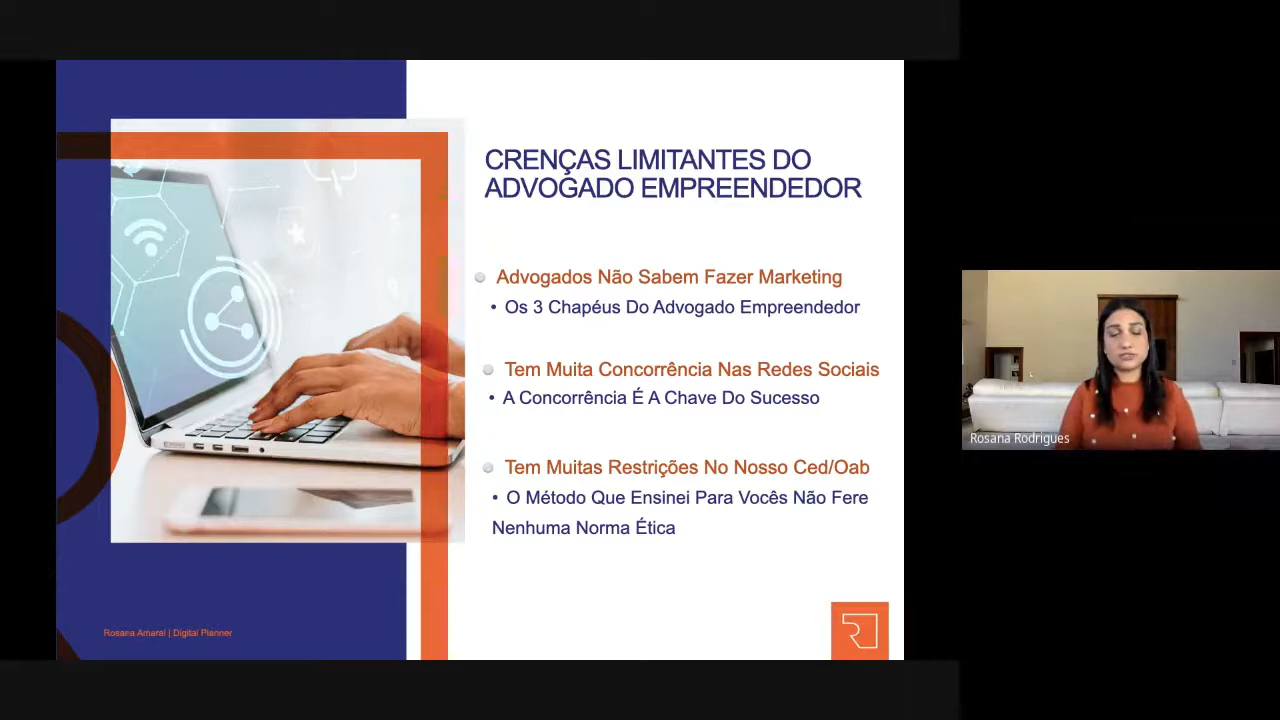 CRENÇAS LIMITANTES DO
ADVOGADO EMPREENDEDOR
Advogados Não Sabem Fazer Marketing
• Os 3 Chapéus Do Advogado Empreendedor
Tem Muita Concorrência Nas Redes Sociais
• A Concorrência É A Chave Do Sucesso
Tem Muitas Restrições No Nosso Ced/Oab
• O Método Que Ensinei Para Vocês Não Fere
Nenhuma Norma Ética
Rosana Amaral | Digital Planner
Rosana Rodrigues